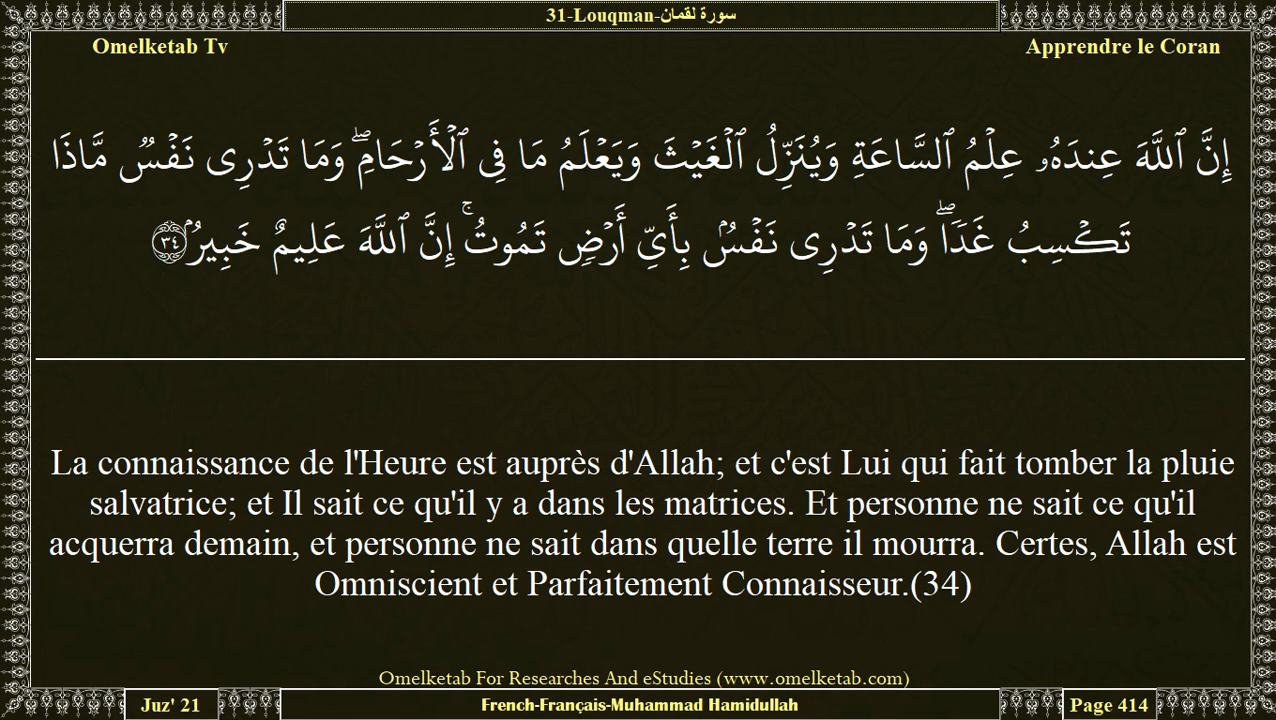 31-Louqman-سورة لقمان
Omelketab Tv
Apprendre le Coran
إِنَّ ٱللَّهَ عِندَهُۥ عِلۡمُ ٱلسَّاعَةِ وَيُنَزِّلُ ٱلۡغَيۡثَ وَيَعۡلَمُ مَا فِى ٱلۡأَرۡحَامِۖ وَمَا تَدۡرِى نَفۡسٌ مَّاذَا
تَكۡسِبُ غَدًاۖ وَمَا تَدۡرِى نَفۡسُۢ بِأَىِّ أَرۡضٍ تَمُوتُۚ إِنَّ ٱللَّهَ عَلِيمٌ خَبِيرُۢ ٣٤
La connaissance de l'Heure est auprès d'Allah; et c'est Lui qui fait tomber la pluie
salvatrice; et Il sait ce qu'il y a dans les matrices. Et personne ne sait ce qu'il
acquerra demain, et personne ne sait dans quelle terre il mourra. Certes, Allah est
Omniscient et Parfaitement Connaisseur.(34)
Omelketab For Researches And eStudies (www.omelketab.com)
Juz' 21
French-Français-Muhammad Hamidullah
Page 414